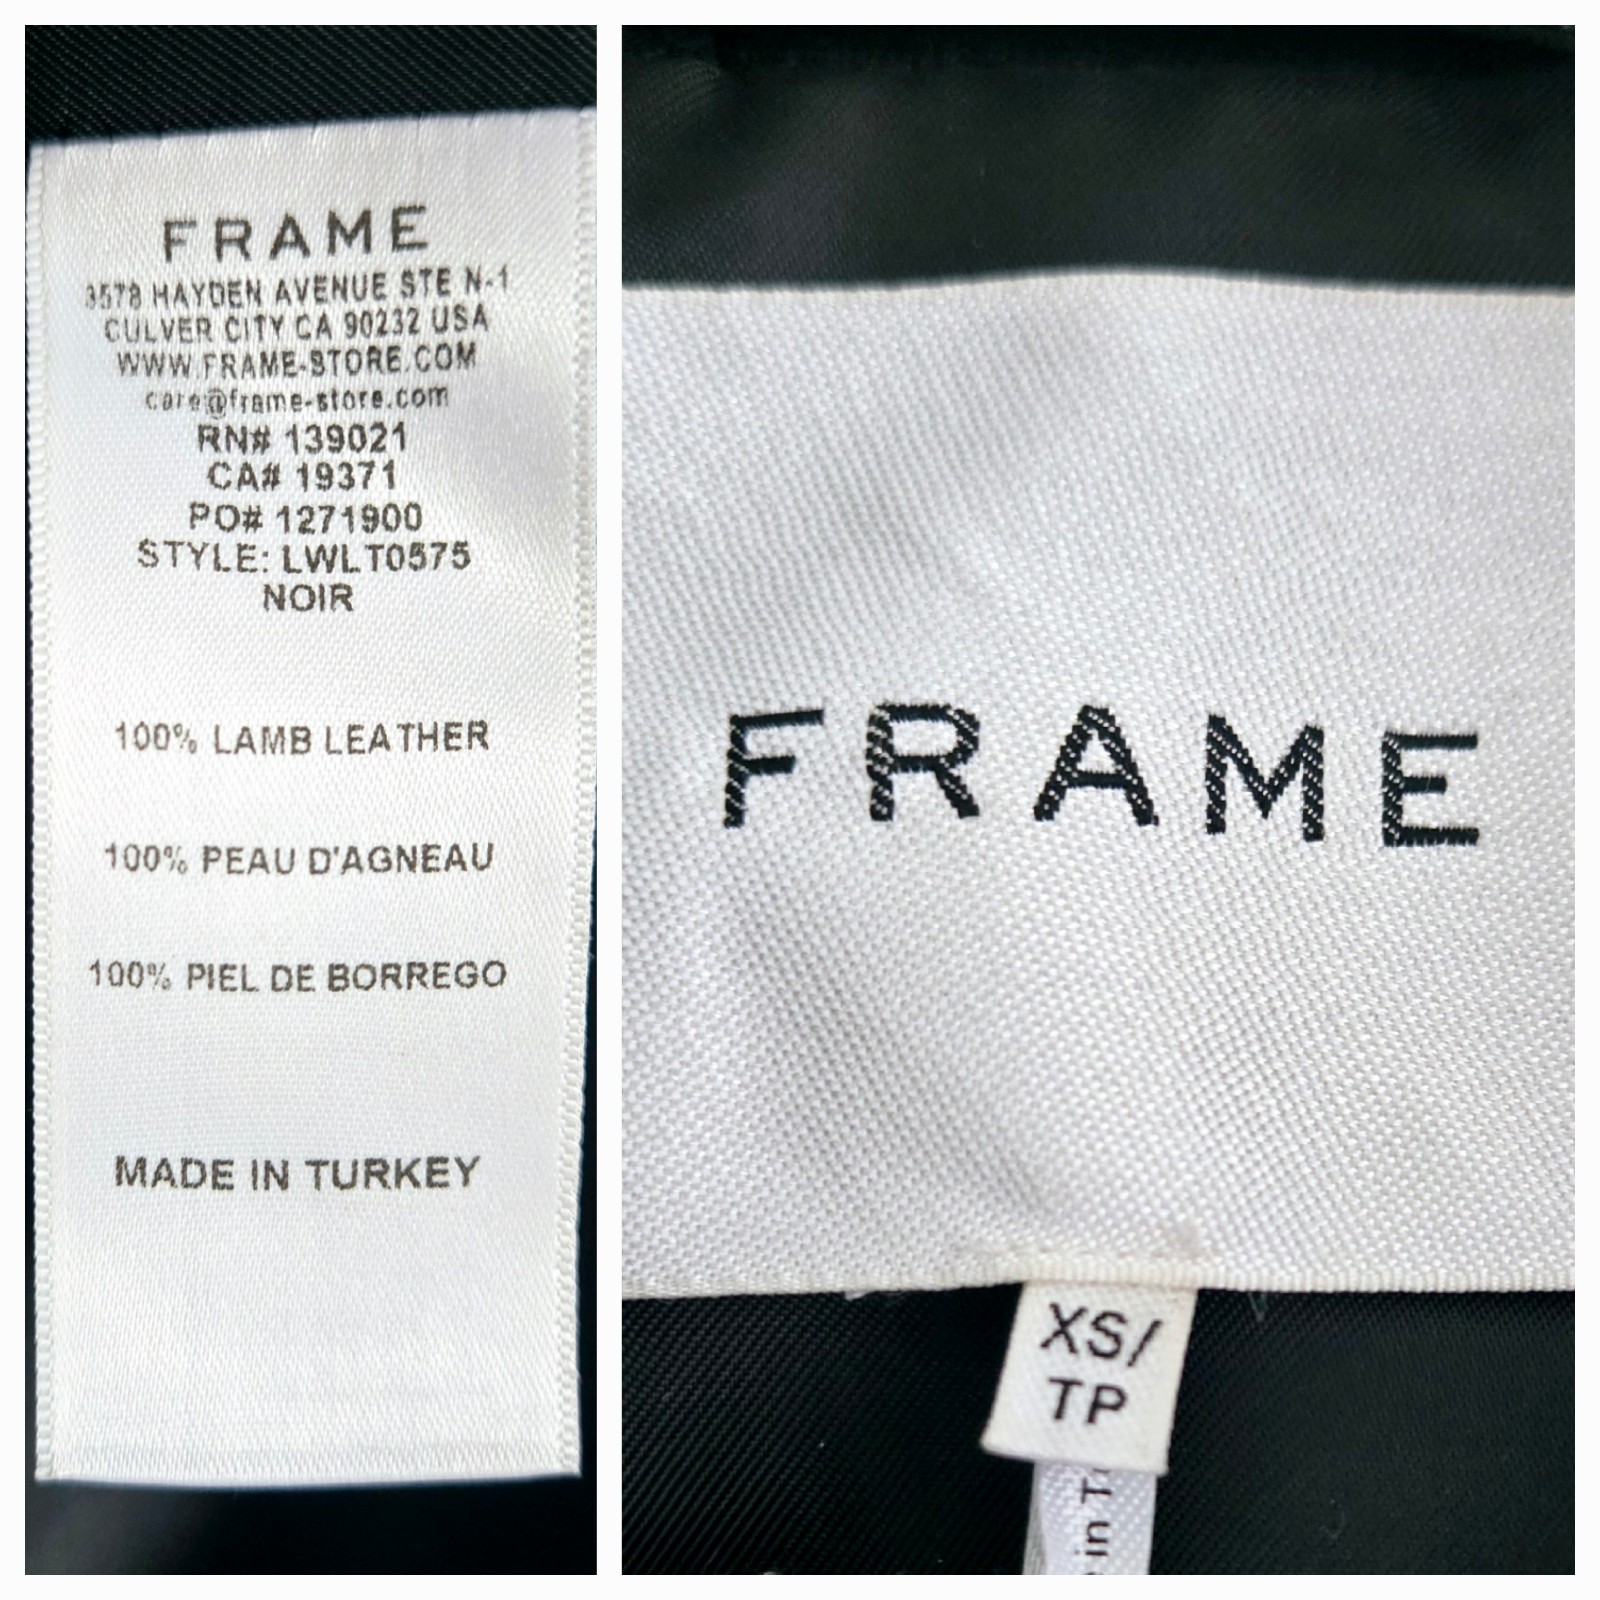 FRAME
3578 HAYDEN AVENUE STE N-1
CULVER CITY CA 90232 USA
WWW.FRAME-STORE.COM
care@frame-store.com
RN# 139021
CA# 19371
PO# 1271900
STYLE: LWLT0575
NOIR
100% LAMB LEATHER
100% PEAU D'AGNEAU
100% PIEL DE BORREGO
MADE IN TURKEY
FRAME
XS/
TP
in